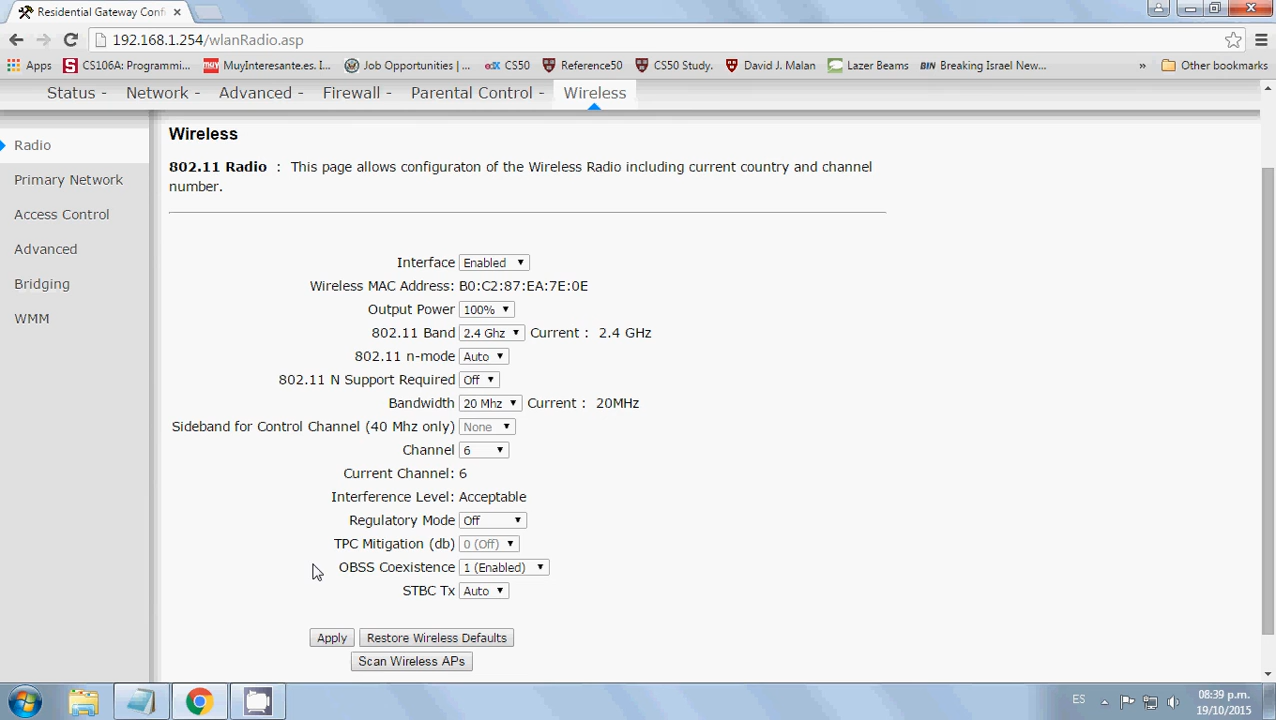 Residential Gateway Confi
192.168.1.254/wlanRadio.asp
Apps CS106A: Programmi... MuyInteresante.es. I... Job Opportunities |... CS50 Reference50 CS50 Study. David J. Malan Lazer Beams BIN Breaking Israel New... » Other bookmarks
Status - Network - Advanced - Firewall - Parental Control - Wireless
Radio
Primary Network
Access Control
Advanced
Bridging
WMM
Wireless
802.11 Radio : This page allows configuraton of the Wireless Radio including current country and channel
number.
Interface Enabled
Wireless MAC Address: B0:C2:87:EA:7E:0E
Output Power 100%
802.11 Band 2.4 Ghz Current : 2.4 GHz
802.11 n-mode Auto
802.11 N Support Required Off
Bandwidth 20 Mhz Current : 20MHz
Sideband for Control Channel (40 Mhz only) None
Channel 6
Current Channel: 6
Interference Level: Acceptable
Regulatory Mode Off
TPC Mitigation (db) 0 (Off)
OBSS Coexistence 1 (Enabled)
STBC Tx Auto
Apply Restore Wireless Defaults
Scan Wireless APs
ES 08:39 p.m.
19/10/2015